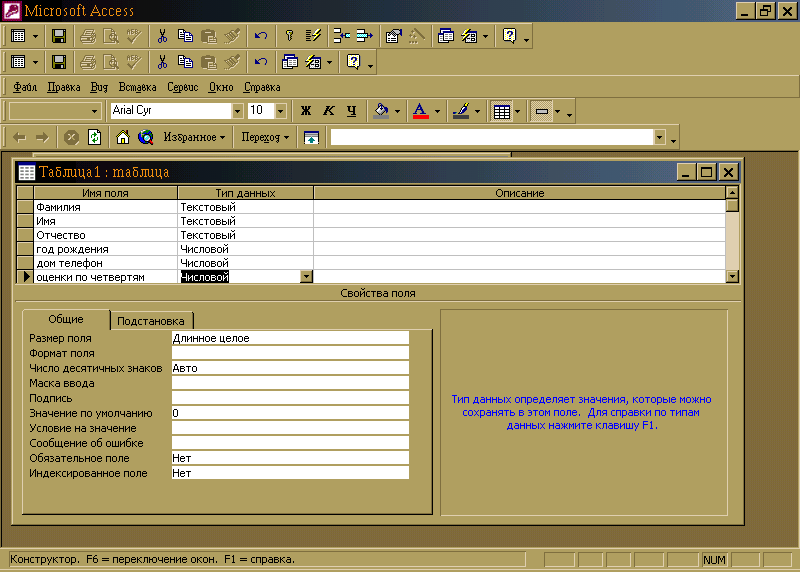 Microsoft Access
Файл Правка Вид Вставка Сервис Окно Справка
Arial Cyr 10 Ж К Ч
Избранное Переход
Таблица1 : таблица
Имя поля Тип данных Описание
Фамилия Текстовый
Имя Текстовый
Отчество Текстовый
год рождения Числовой
дом телефон Числовой
оценки по четвертям Числовой
Свойства поля
Общие Подстановка
Размер поля Длинное целое
Формат поля
Число десятичных знаков Авто
Маска ввода
Подпись
Значение по умолчанию 0
Условие на значение
Сообщение об ошибке
Обязательное поле Нет
Индексированное поле Нет
Тип данных определяет значения, которые можно
сохранять в этом поле. Для справки по типам
данных нажмите клавишу F1.
Конструктор. F6 = переключение окон. F1 = справка.
NUM